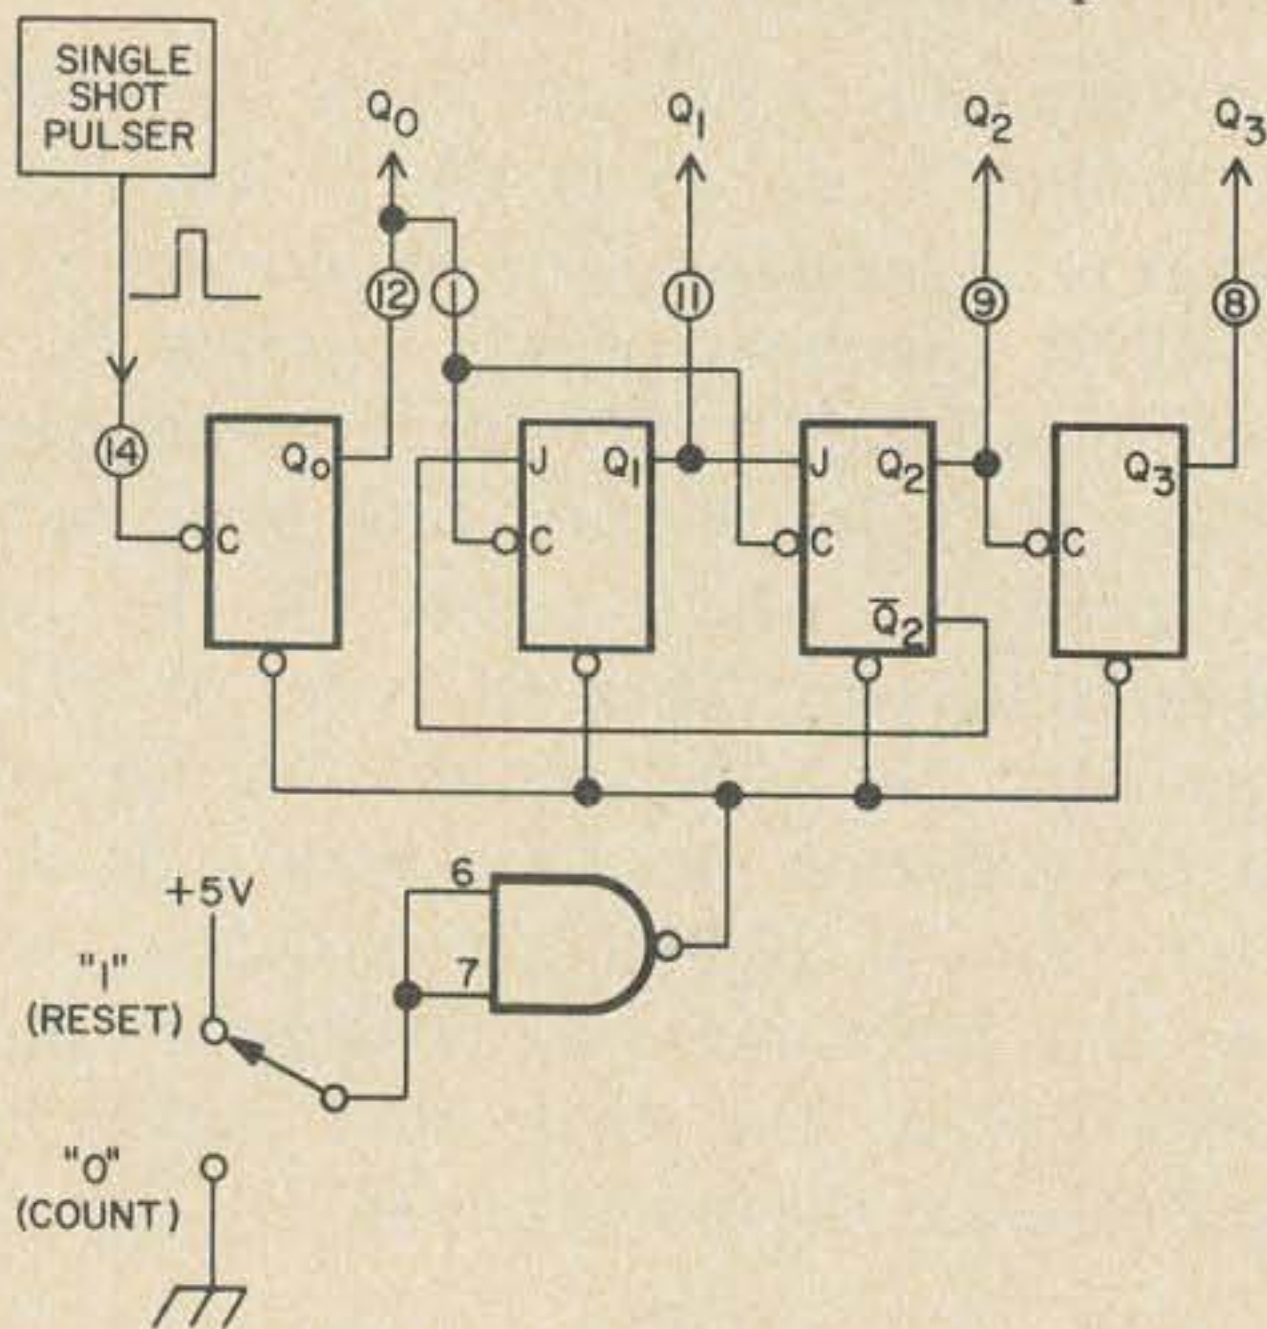 SINGLE
SHOT
PULSER
Q0 Q1 Q2 Q3
12 1 11 9 8
14
Q0 J Q1 J Q2 Q3
C C C C
Q̅2
6
+5V
7
"1"
(RESET)
"0"
(COUNT)